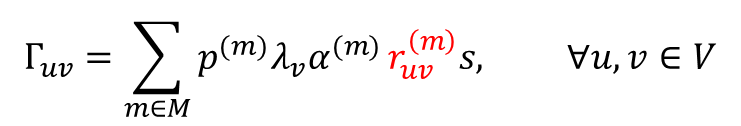 Γ_{uv} = ∑_{m∈M} p^{(m)} λ_v α^{(m)} r_{uv}^{(m)} s, ∀u, v ∈ V